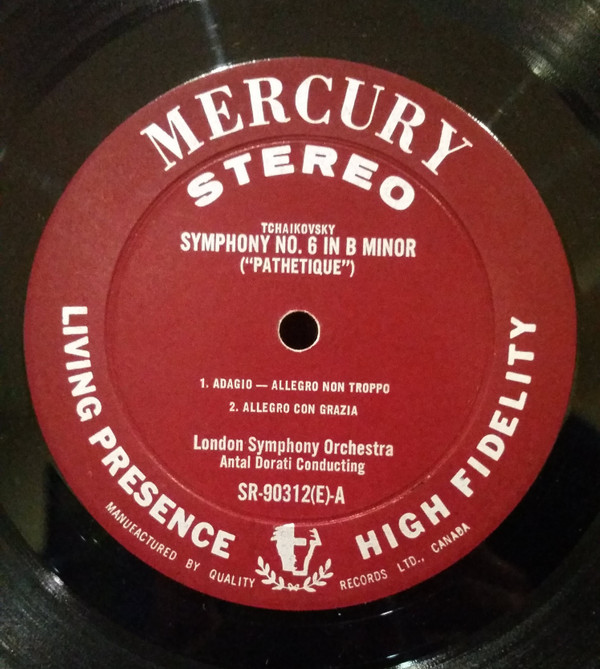 MERCURY
STEREO
TCHAIKOVSKY
SYMPHONY NO. 6 IN B MINOR
("PATHETIQUE")
1. ADAGIO — ALLEGRO NON TROPPO
2. ALLEGRO CON GRAZIA
London Symphony Orchestra
Antal Dorati Conducting
SR-90312(E)-A
LIVING PRESENCE
HIGH FIDELITY
MANUFACTURED BY QUALITY RECORDS LTD., CANADA